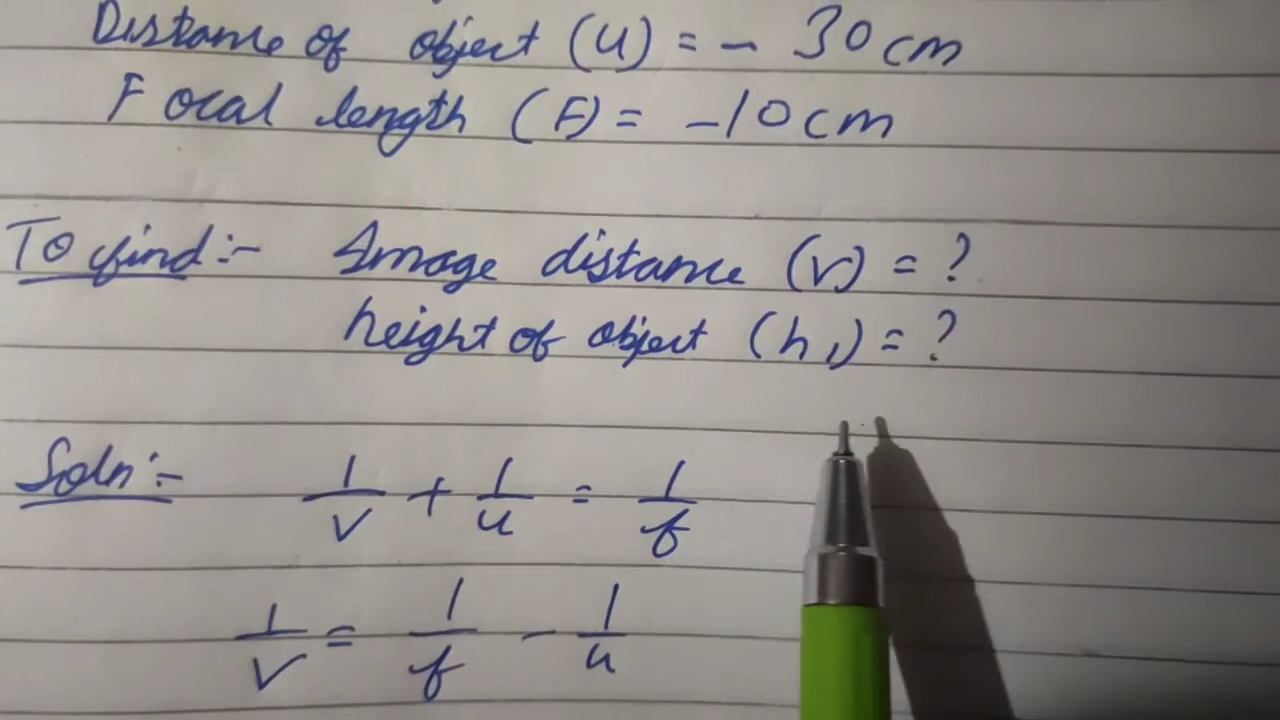 Distance of object (u) = - 30 cm
Focal length (F) = -10 cm
To find :- Image distance (v) = ?
height of object (h1) = ?
Soln :- 1/v + 1/u = 1/f
1/v = 1/f - 1/u